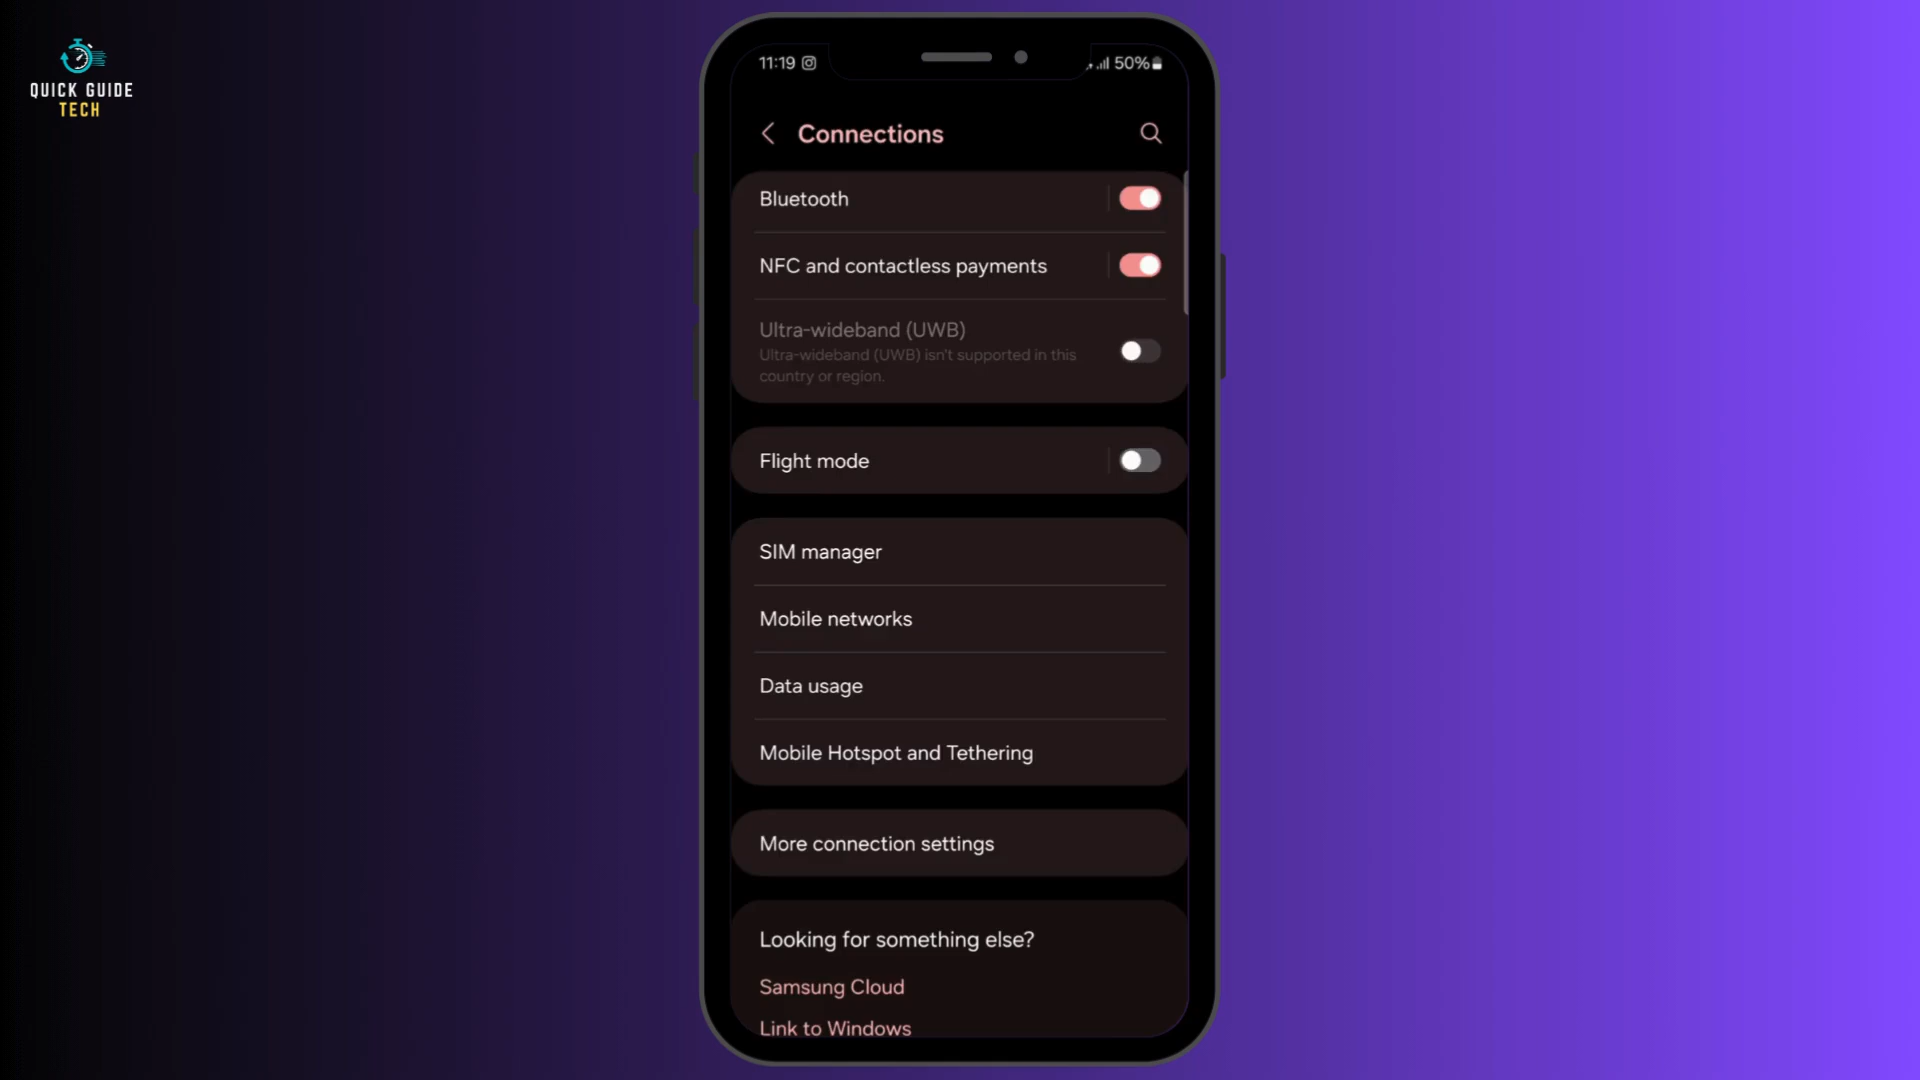 QUICK GUIDE
TECH
11:19
50%
Connections
Bluetooth
NFC and contactless payments
Ultra-wideband (UWB)
Ultra-wideband (UWB) isn't supported in this
country or region.
Flight mode
SIM manager
Mobile networks
Data usage
Mobile Hotspot and Tethering
More connection settings
Looking for something else?
Samsung Cloud
Link to Windows